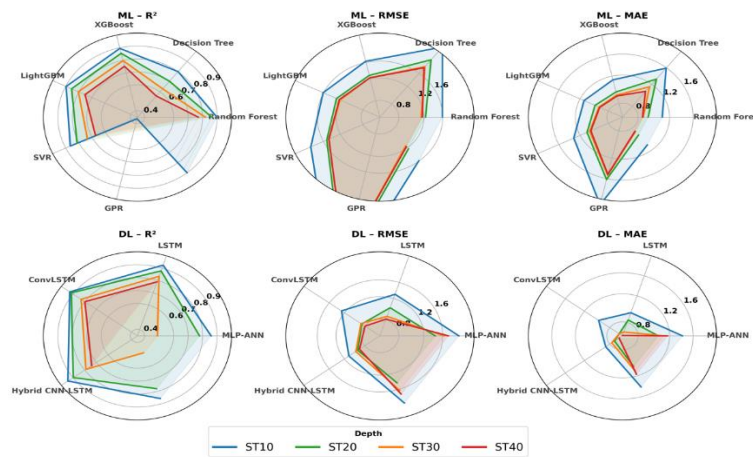 ML – R²
XGBoost
Decision Tree
LightGBM
0.9
0.8
0.7
0.6
0.4
Random Forest
SVR
GPR
ML – RMSE
XGBoost
Decision Tree
LightGBM
1.6
1.2
0.8
Random Forest
SVR
GPR
ML – MAE
XGBoost
Decision Tree
LightGBM
1.6
1.2
Random Forest
SVR
GPR
DL – R²
LSTM
ConvLSTM
0.9
0.8
0.7
0.6
0.4
MLP-ANN
Hybrid CNN-LSTM
DL – RMSE
LSTM
ConvLSTM
1.6
1.2
MLP-ANN
Hybrid CNN-LSTM
DL – MAE
LSTM
ConvLSTM
1.6
1.2
0.8
MLP-ANN
Hybrid CNN-LSTM
Depth
ST10 ST20 ST30 ST40